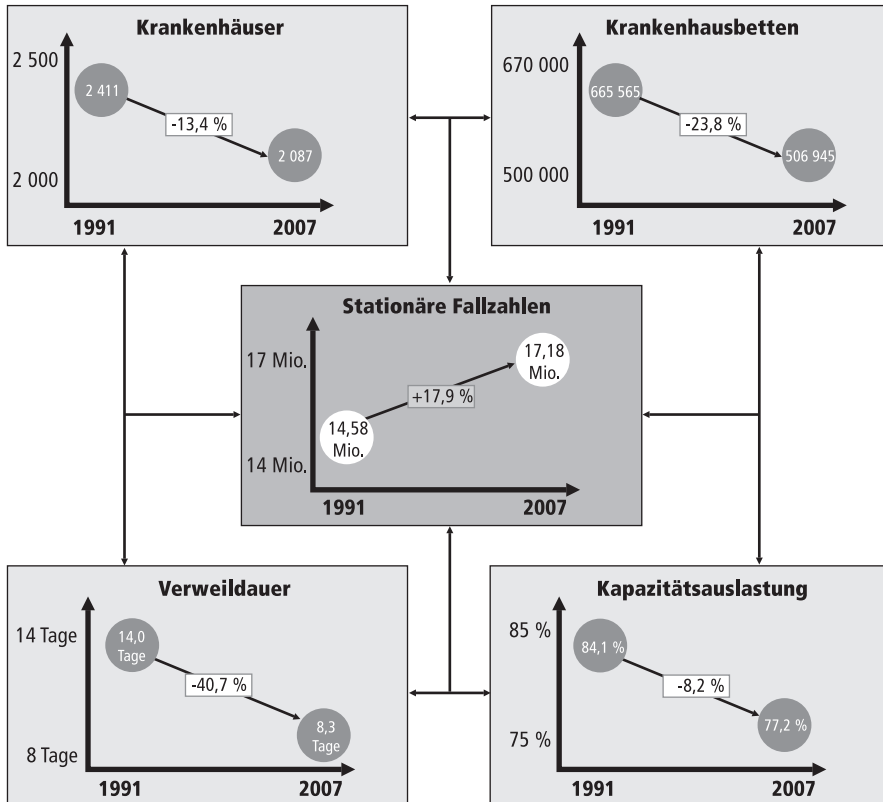 Krankenhäuser
2 500
2 411
-13,4 %
2 087
2 000
1991 2007
Krankenhausbetten
670 000
665 565
-23,8 %
506 945
500 000
1991 2007
Stationäre Fallzahlen
17 Mio.
17,18
Mio.
+17,9 %
14,58
Mio.
14 Mio.
1991 2007
Verweildauer
14 Tage
14,0
Tage
-40,7 %
8,3
Tage
8 Tage
1991 2007
Kapazitätsauslastung
85 %
84,1 %
-8,2 %
77,2 %
75 %
1991 2007